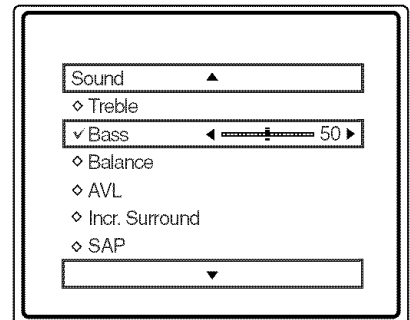 Sound
Treble
Bass 50
Balance
AVL
Incr. Surround
SAP